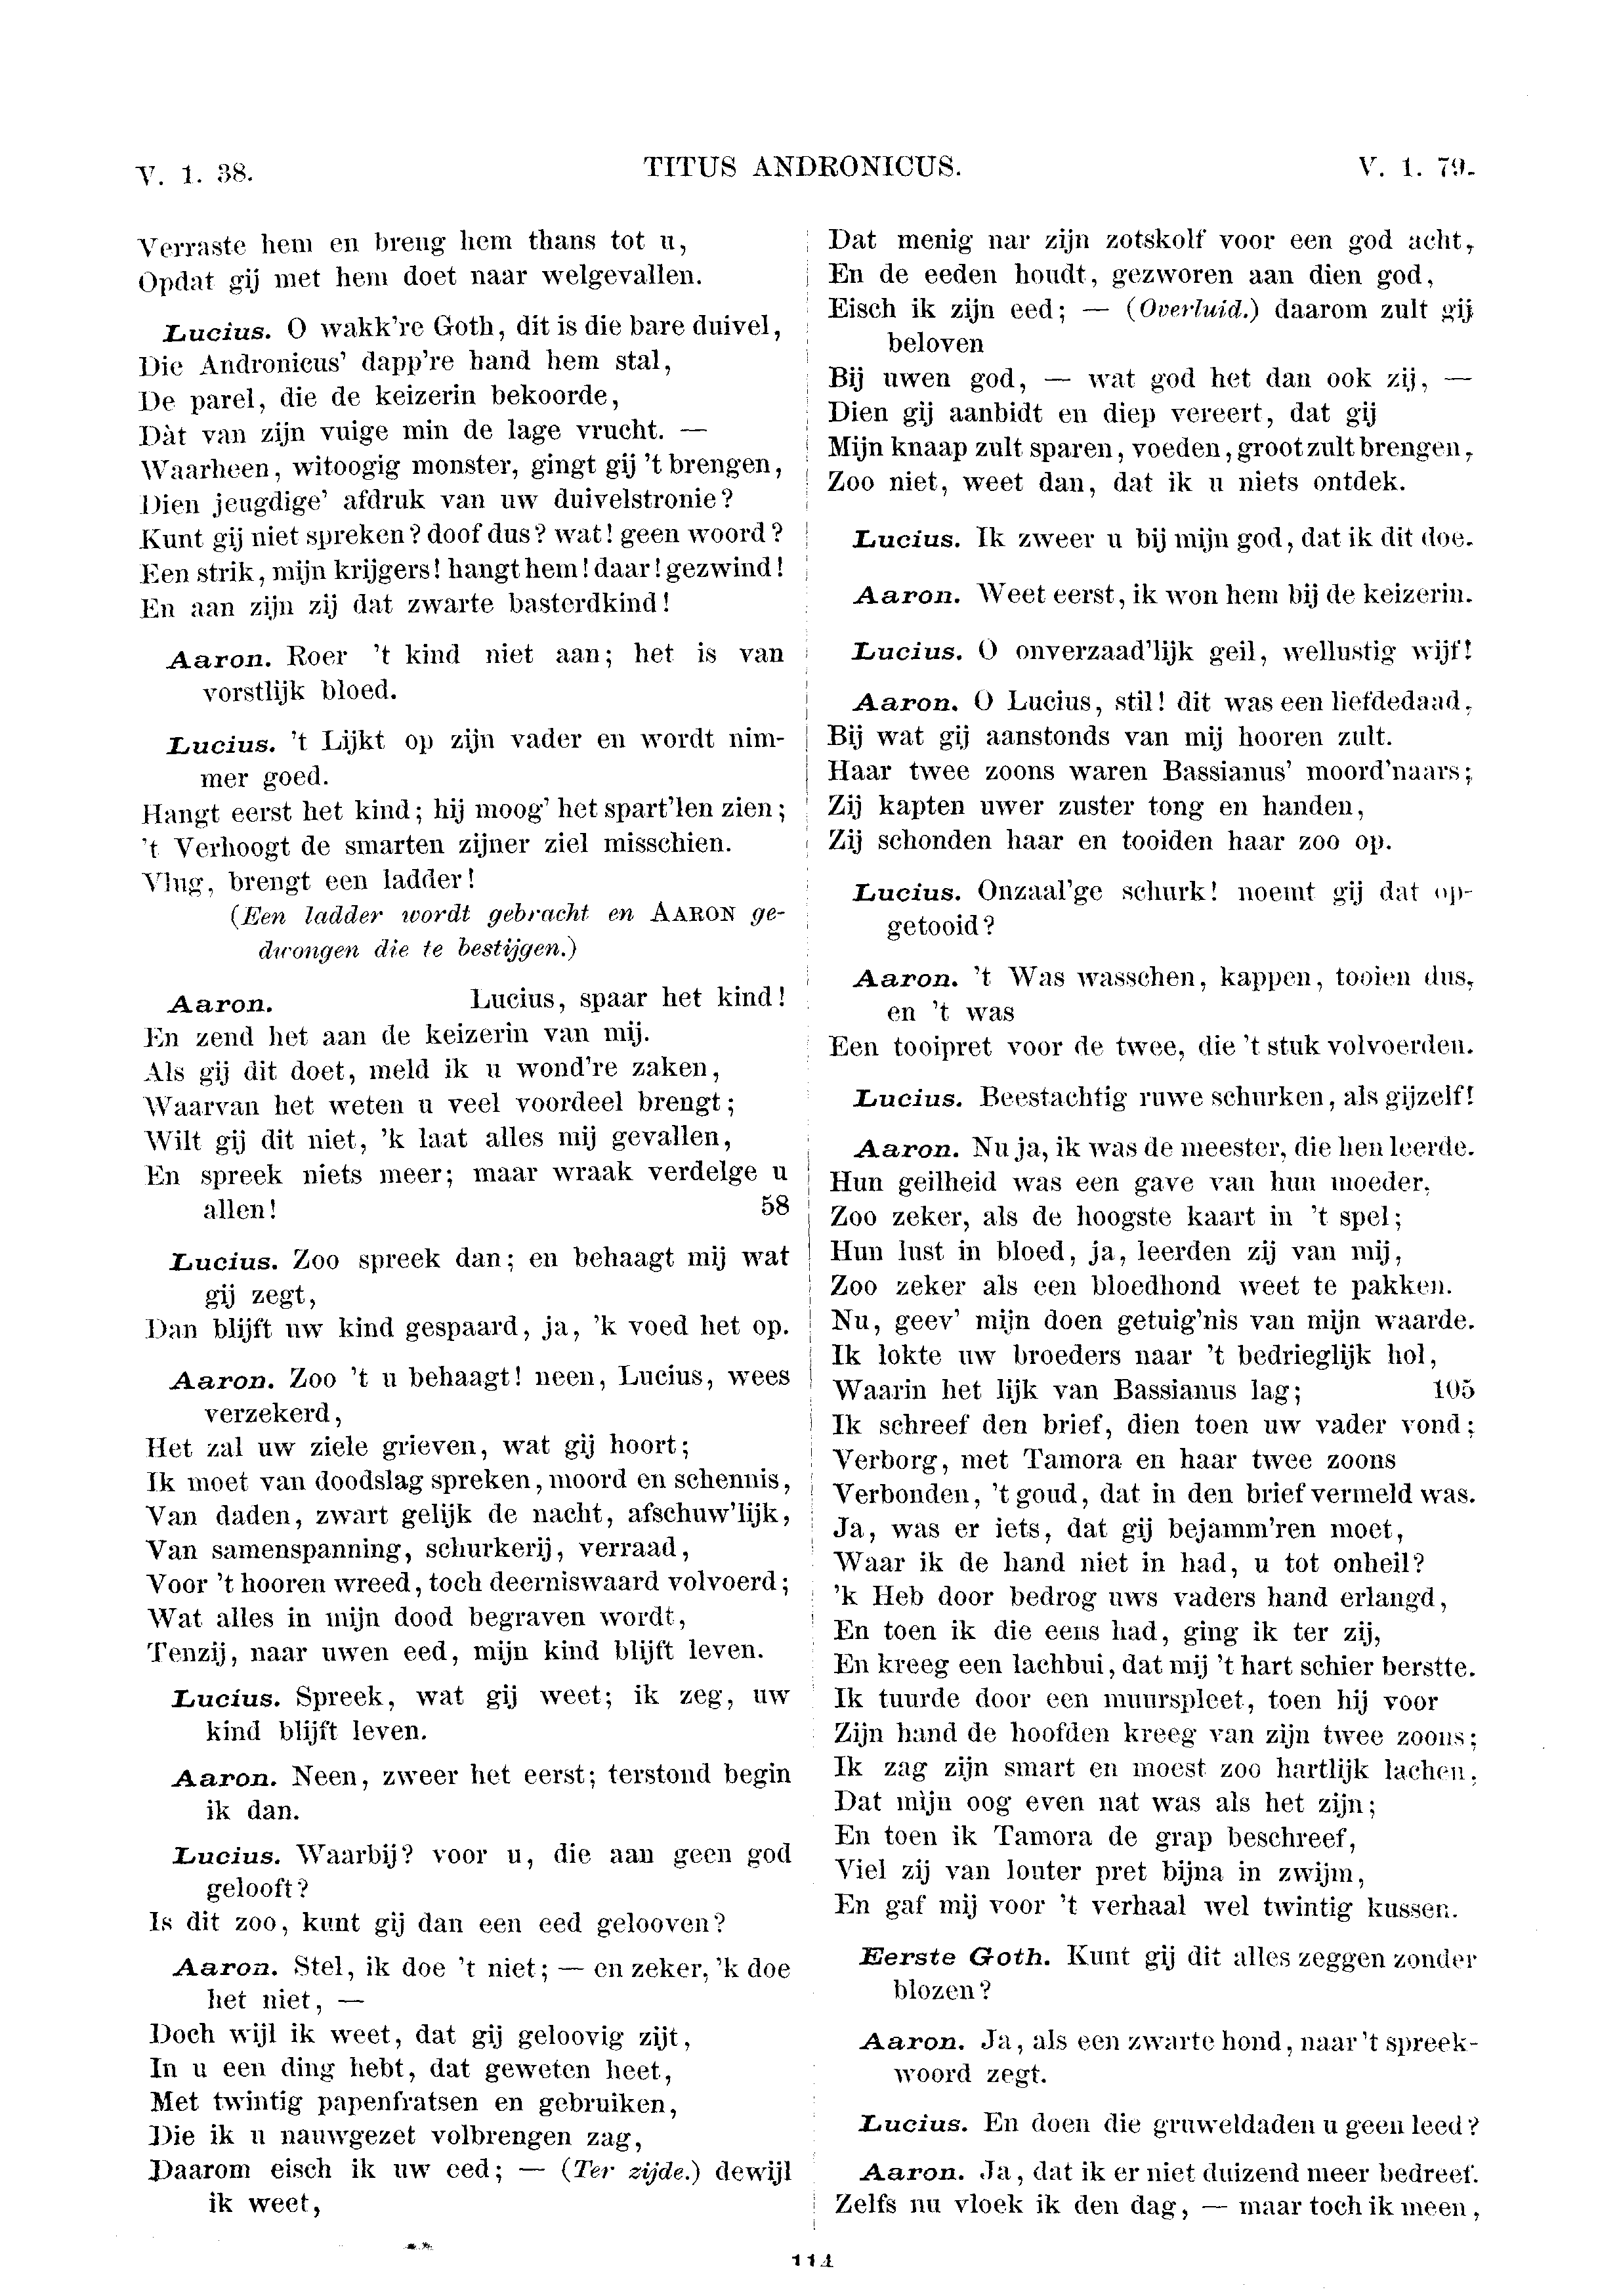 V. 1. 38.
TITUS ANDRONICUS.
V. 1. 79.
Verraste hem en breng hem thans tot u,
Opdat gij met hem doet naar welgevallen.
Lucius. O wakk're Goth, dit is die bare duivel,
Die Andronicus' dapp're hand hem stal,
De parel, die de keizerin bekoorde,
Dàt van zijn vuige min de lage vrucht. —
Waarheen, witoogig monster, gingt gij 't brengen,
Dien jeugdige' afdruk van uw duivelstronie?
Kunt gij niet spreken? doof dus? wat! geen woord?
Een strik, mijn krijgers! hangt hem! daar! gezwind!
En aan zijn zij dat zwarte basterdkind!
Aaron. Roer 't kind niet aan; het is van
vorstlijk bloed.
Lucius. 't Lijkt op zijn vader en wordt nim-
mer goed.
Hangt eerst het kind; hij moog' het spart'len zien;
't Verhoogt de smarten zijner ziel misschien.
Vlug, brengt een ladder!
(Een ladder wordt gebracht en AARON ge-
dwongen die te bestijgen.)
Aaron. Lucius, spaar het kind!
En zend het aan de keizerin van mij.
Als gij dit doet, meld ik u wond're zaken,
Waarvan het weten u veel voordeel brengt;
Wilt gij dit niet, 'k laat alles mij gevallen,
En spreek niets meer; maar wraak verdelge u
allen! 58
Lucius. Zoo spreek dan; en behaagt mij wat
gij zegt,
Dan blijft uw kind gespaard, ja, 'k voed het op.
Aaron. Zoo 't u behaagt! neen, Lucius, wees
verzekerd,
Het zal uw ziele grieven, wat gij hoort;
Ik moet van doodslag spreken, moord en schennis,
Van daden, zwart gelijk de nacht, afschuw'lijk,
Van samenspanning, schurkerij, verraad,
Voor 't hooren wreed, toch deerniswaard volvoerd;
Wat alles in mijn dood begraven wordt,
Tenzij, naar uwen eed, mijn kind blijft leven.
Lucius. Spreek, wat gij weet; ik zeg, uw
kind blijft leven.
Aaron. Neen, zweer het eerst; terstond begin
ik dan.
Lucius. Waarbij? voor u, die aan geen god
gelooft?
Is dit zoo, kunt gij dan een eed gelooven?
Aaron. Stel, ik doe 't niet; — en zeker, 'k doe
het niet, —
Doch wijl ik weet, dat gij geloovig zijt,
In u een ding hebt, dat geweten heet,
Met twintig papenfratsen en gebruiken,
Die ik u nauwgezet volbrengen zag,
Daarom eisch ik uw eed; — (Ter zijde.) dewijl
ik weet,
Dat menig nar zijn zotskolf voor een god acht,
En de eeden houdt, gezworen aan dien god,
Eisch ik zijn eed; — (Overluid.) daarom zult gij
beloven
Bij uwen god, — wat god het dan ook zij, —
Dien gij aanbidt en diep vereert, dat gij
Mijn knaap zult sparen, voeden, groot zult brengen,
Zoo niet, weet dan, dat ik u niets ontdek.
Lucius. Ik zweer u bij mijn god, dat ik dit doe.
Aaron. Weet eerst, ik won hem bij de keizerin.
Lucius. O onverzaad'lijk geil, wellustig wijf!
Aaron. O Lucius, stil! dit was een liefdedaad,
Bij wat gij aanstonds van mij hooren zult.
Haar twee zoons waren Bassianus' moord'naars;
Zij kapten uwer zuster tong en handen,
Zij schonden haar en tooiden haar zoo op.
Lucius. Onzaal'ge schurk! noemt gij dat op-
getooid?
Aaron. 't Was wasschen, kappen, tooien dus,
en 't was
Een tooipret voor de twee, die 't stuk volvoerden.
Lucius. Beestachtig ruwe schurken, als gijzelf!
Aaron. Nu ja, ik was de meester, die hen leerde.
Hun geilheid was een gave van hun moeder,
Zoo zeker, als de hoogste kaart in 't spel;
Hun lust in bloed, ja, leerden zij van mij,
Zoo zeker als een bloedhond weet te pakken.
Nu, geev' mijn doen getuig'nis van mijn waarde.
Ik lokte uw broeders naar 't bedrieglijk hol,
Waarin het lijk van Bassianus lag; 105
Ik schreef den brief, dien toen uw vader vond;
Verborg, met Tamora en haar twee zoons
Verbonden, 't goud, dat in den brief vermeld was.
Ja, was er iets, dat gij bejamm'ren moet,
Waar ik de hand niet in had, u tot onheil?
'k Heb door bedrog uws vaders hand erlangd,
En toen ik die eens had, ging ik ter zij,
En kreeg een lachbui, dat mij 't hart schier berstte.
Ik tuurde door een muurspleet, toen hij voor
Zijn hand de hoofden kreeg van zijn twee zoons;
Ik zag zijn smart en moest zoo hartlijk lachen,
Dat mijn oog even nat was als het zijn;
En toen ik Tamora de grap beschreef,
Viel zij van louter pret bijna in zwijm,
En gaf mij voor 't verhaal wel twintig kussen.
Eerste Goth. Kunt gij dit alles zeggen zonder
blozen?
Aaron. Ja, als een zwarte hond, naar 't spreek-
woord zegt.
Lucius. En doen die gruweldaden u geen leed?
Aaron. Ja, dat ik er niet duizend meer bedreef.
Zelfs nu vloek ik den dag, — maar toch ik meen,